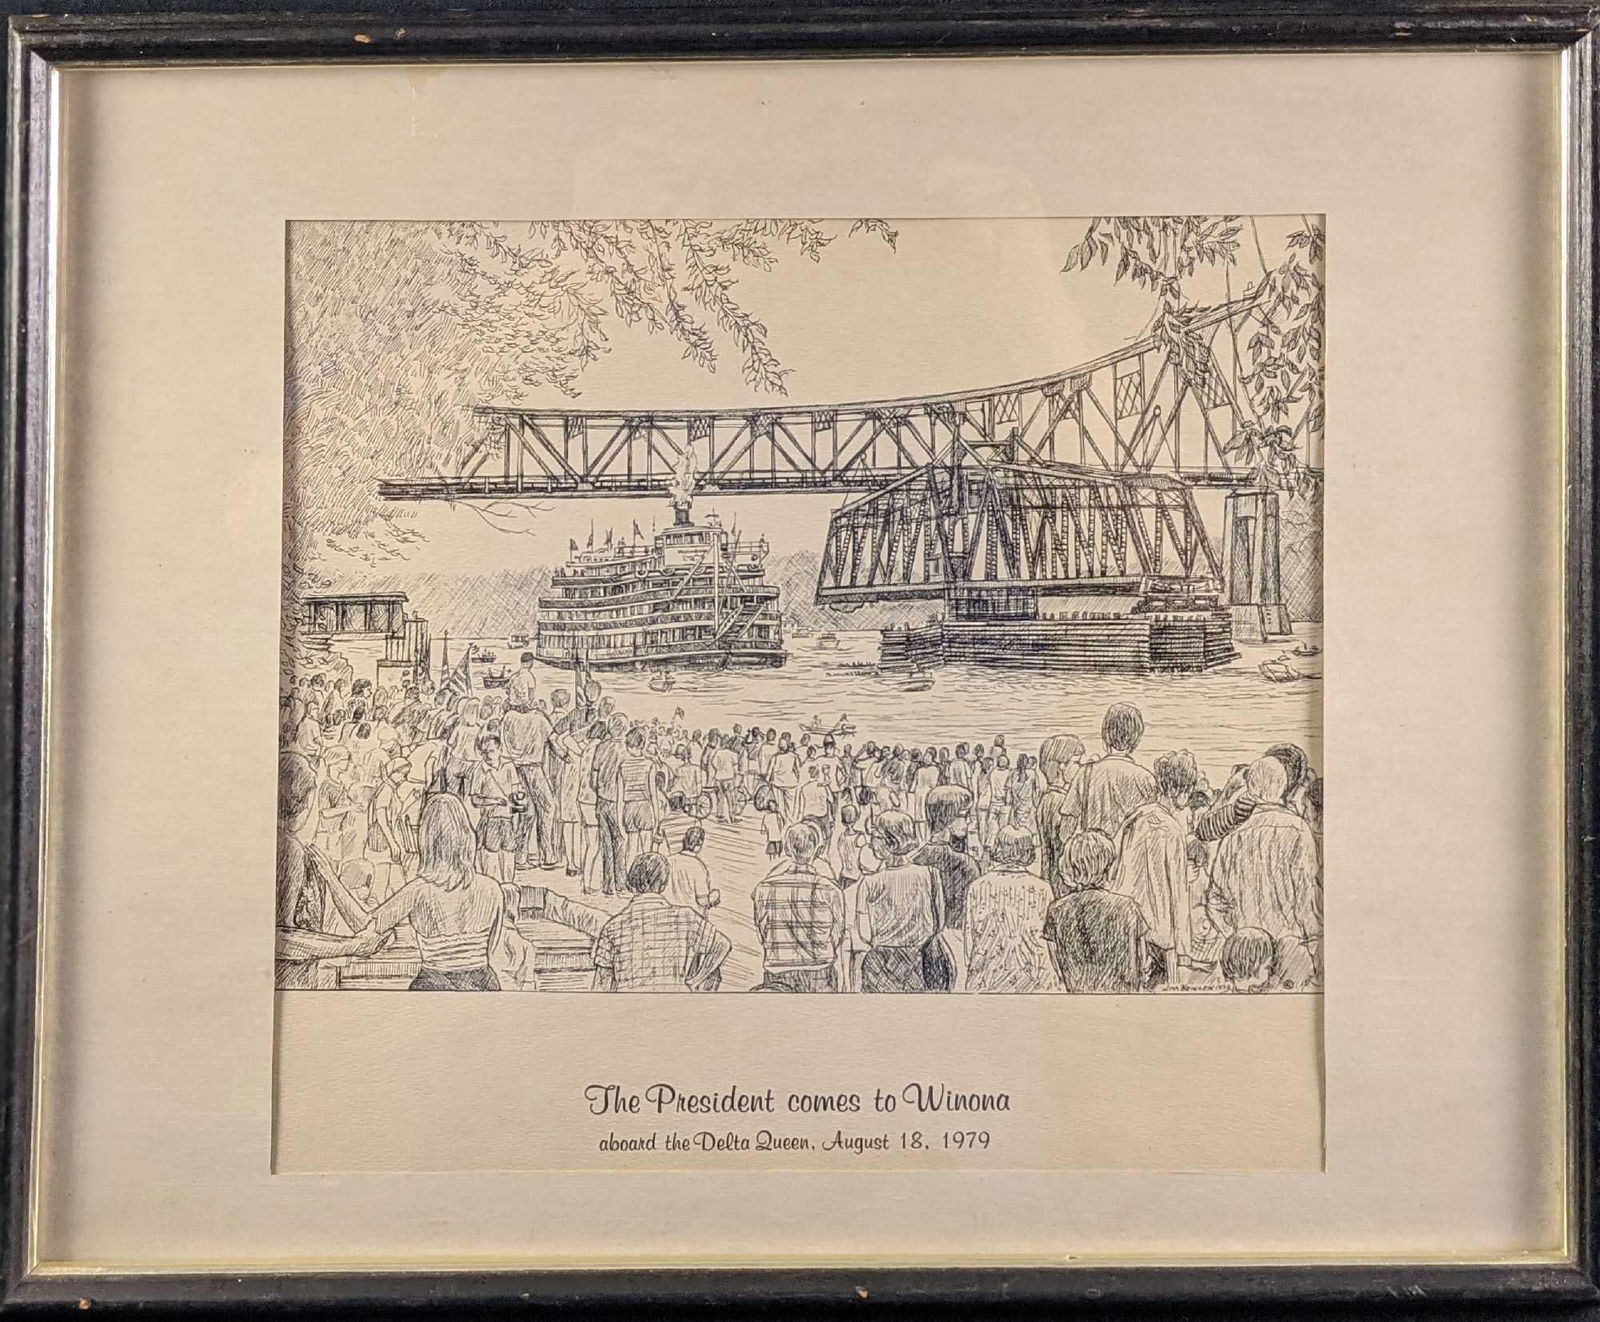 The President comes to Winona
aboard the Delta Queen, August 18, 1979